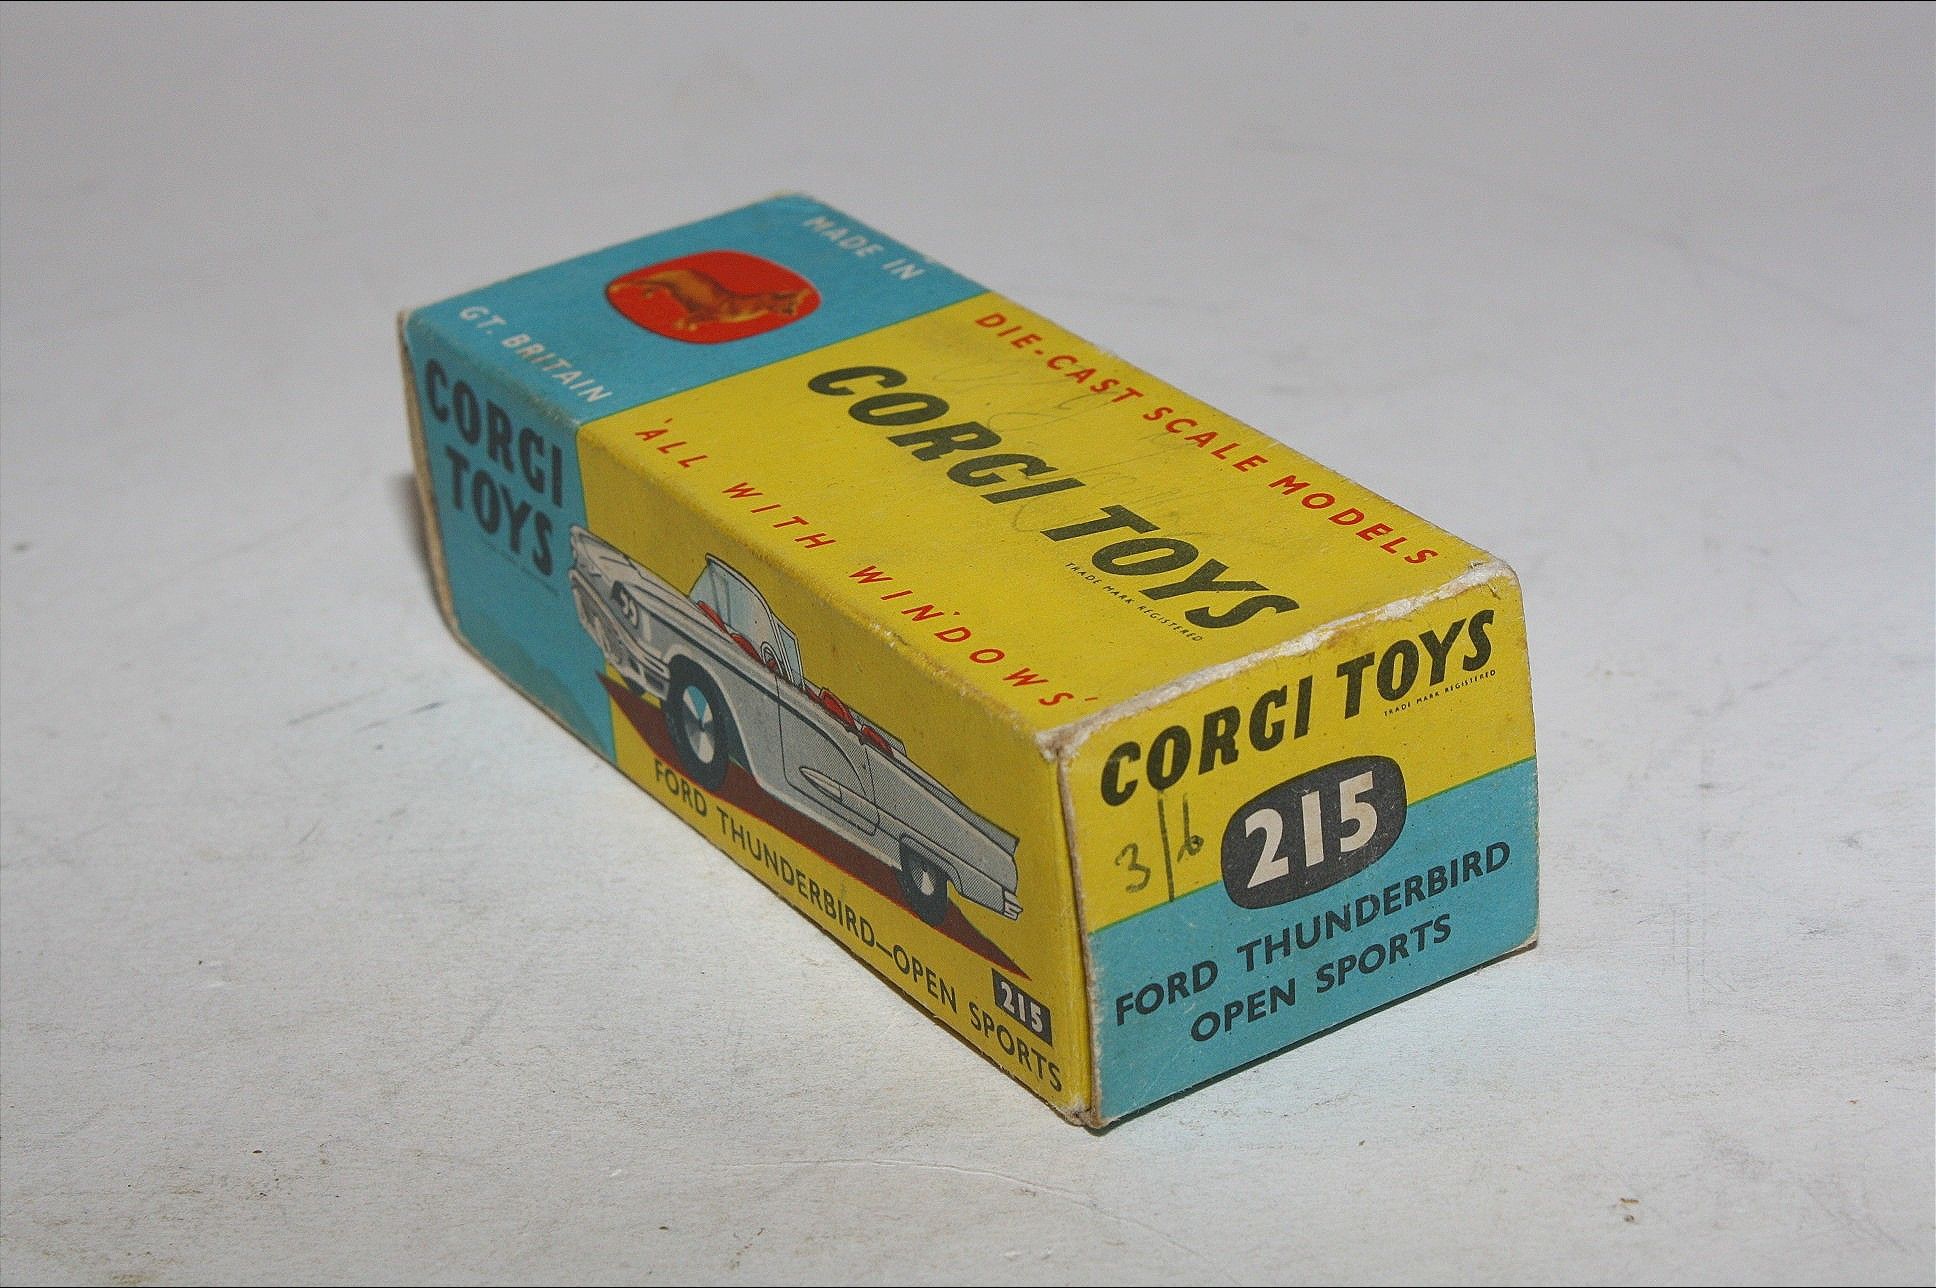 MADE IN
GT. BRITAIN
DIE-CAST SCALE MODELS
CORGI TOYS
TRADE MARK REGISTERED
'ALL WITH WINDOWS'
CORGI
TOYS
FORD THUNDERBIRD—OPEN SPORTS
215
CORGI TOYS
TRADE MARK REGISTERED
3/6
215
FORD THUNDERBIRD
OPEN SPORTS